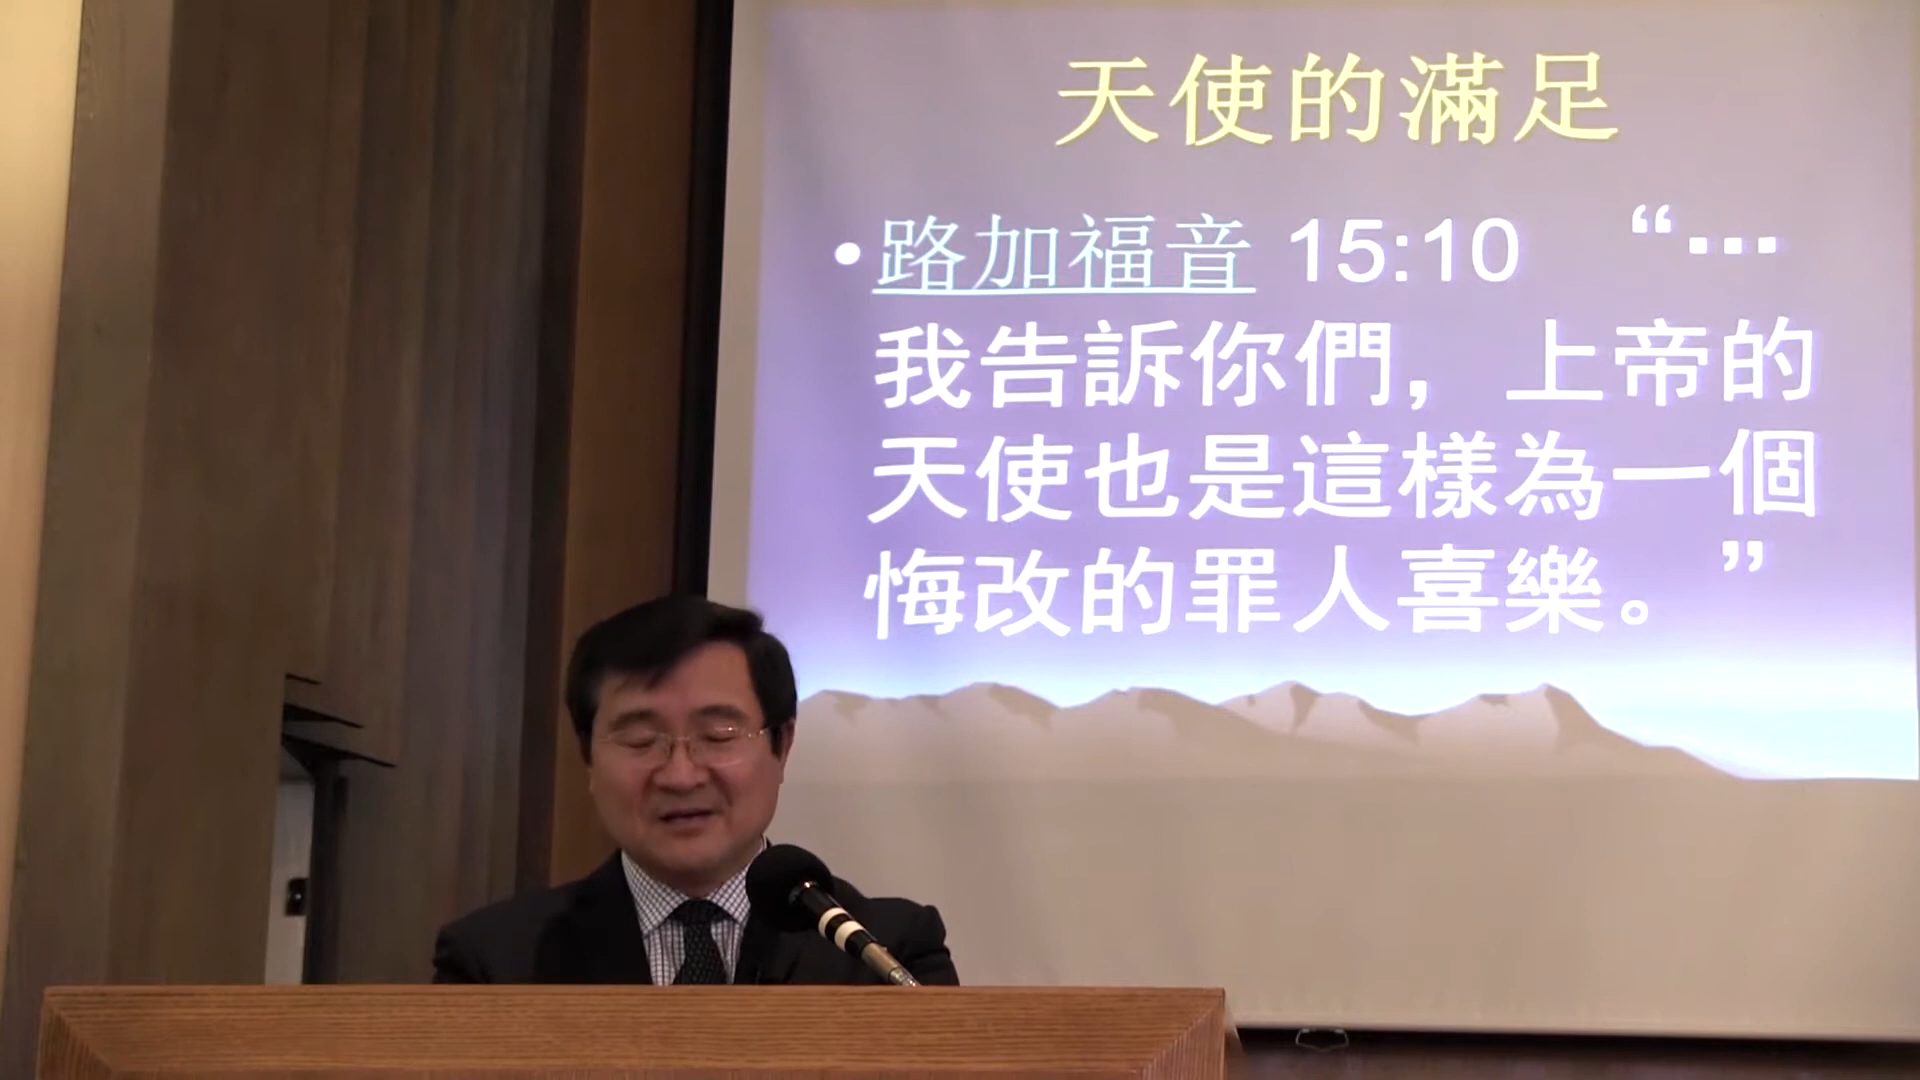 天使的滿足
•路加福音 15:10 “…
我告訴你們，上帝的
天使也是這樣為一個
悔改的罪人喜樂。”